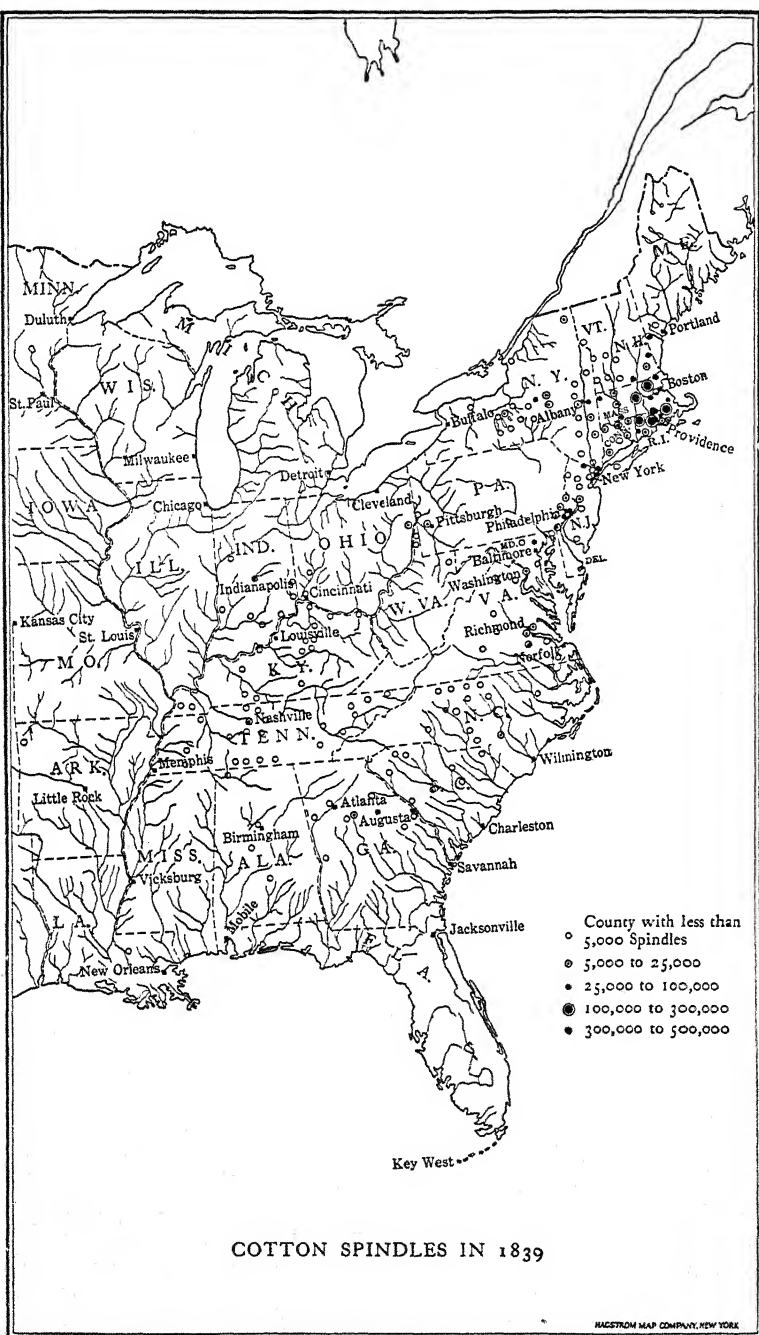 MINN.
Duluth
MICH.
WIS.
St.Paul
Milwaukee
Detroit
IOWA
Chicago
ILL.
IND.
OHIO
Cleveland
Indianapolis
Cincinnati
Kansas City
St. Louis
MO.
Louisville
KY.
Nashville
TENN.
Memphis
ARK.
Little Rock
ME.
VT.
N.H.
Portland
N.Y.
Boston
Buffalo
Albany
MASS
CONN
R.I.
Providence
New York
PA.
Pittsburgh
Philadelphia
N.J.
MD.
Baltimore
DEL.
Washington
W.VA.
VA.
Richmond
Norfolk
N.C.
Wilmington
S.C.
Atlanta
Augusta
Charleston
Birmingham
MISS.
ALA.
GA.
Savannah
Vicksburg
LA.
Mobile
Jacksonville
New Orleans
FLA.
Key West
County with less than
5,000 Spindles
5,000 to 25,000
25,000 to 100,000
100,000 to 300,000
300,000 to 500,000
COTTON SPINDLES IN 1839
HAGSTROM MAP COMPANY, NEW YORK